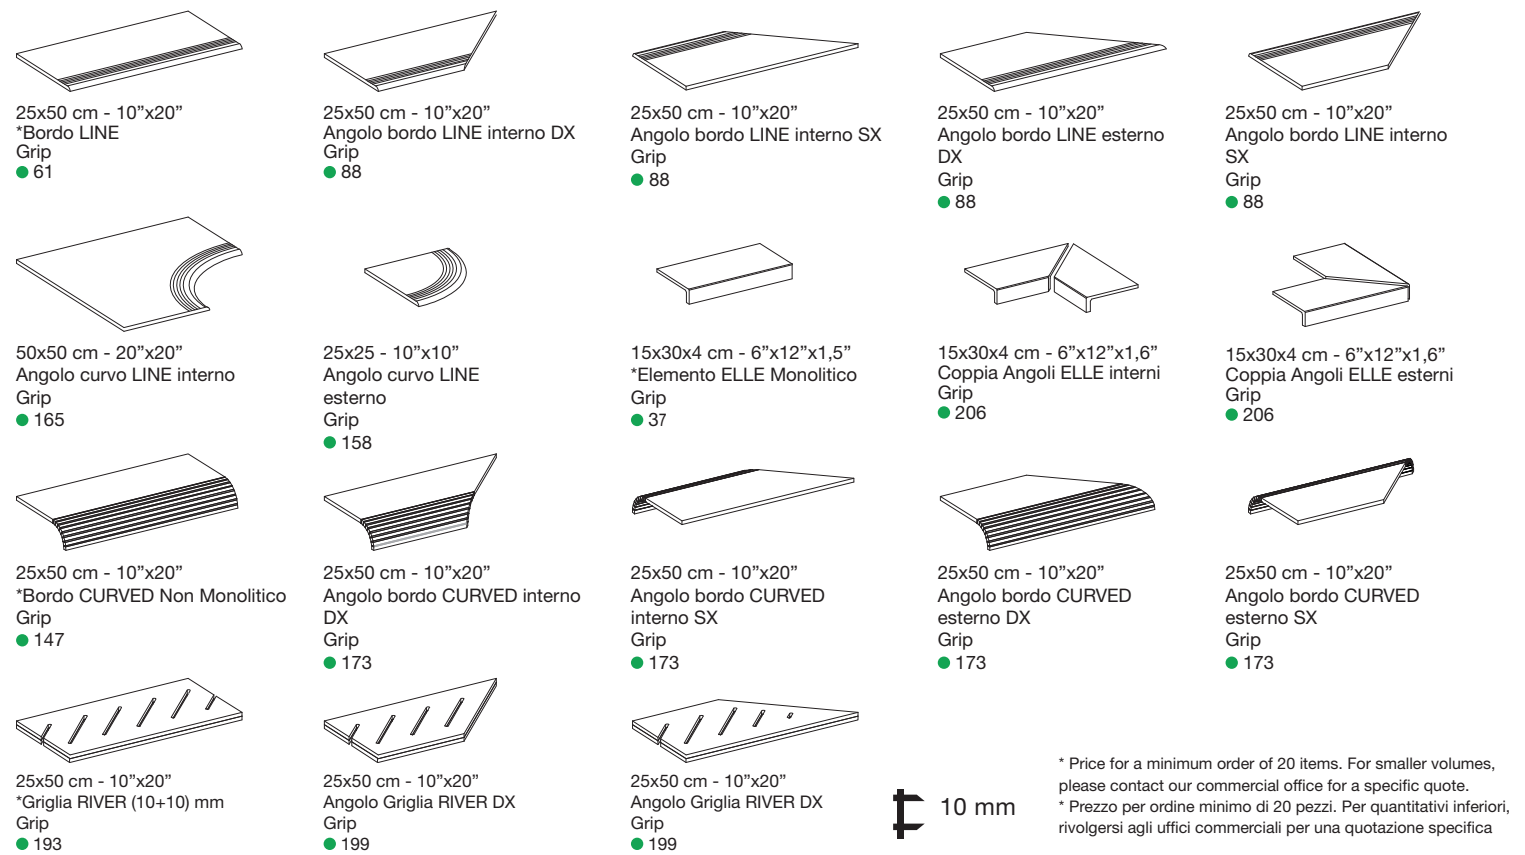 25x50 cm - 10”x20”
*Bordo LINE
Grip
61
25x50 cm - 10”x20”
Angolo bordo LINE interno DX
Grip
88
25x50 cm - 10”x20”
Angolo bordo LINE interno SX
Grip
88
25x50 cm - 10”x20”
Angolo bordo LINE esterno
DX
Grip
88
25x50 cm - 10”x20”
Angolo bordo LINE interno
SX
Grip
88
50x50 cm - 20”x20”
Angolo curvo LINE interno
Grip
165
25x25 - 10”x10”
Angolo curvo LINE
esterno
Grip
158
15x30x4 cm - 6”x12”x1,5”
*Elemento ELLE Monolitico
Grip
37
15x30x4 cm - 6”x12”x1,6”
Coppia Angoli ELLE interni
Grip
206
15x30x4 cm - 6”x12”x1,6”
Coppia Angoli ELLE esterni
Grip
206
25x50 cm - 10”x20”
*Bordo CURVED Non Monolitico
Grip
147
25x50 cm - 10”x20”
Angolo bordo CURVED interno
DX
Grip
173
25x50 cm - 10”x20”
Angolo bordo CURVED
interno SX
Grip
173
25x50 cm - 10”x20”
Angolo bordo CURVED
esterno DX
Grip
173
25x50 cm - 10”x20”
Angolo bordo CURVED
esterno SX
Grip
173
25x50 cm - 10”x20”
*Griglia RIVER (10+10) mm
Grip
193
25x50 cm - 10”x20”
Angolo Griglia RIVER DX
Grip
199
25x50 cm - 10”x20”
Angolo Griglia RIVER DX
Grip
199
10 mm
* Price for a minimum order of 20 items. For smaller volumes,
please contact our commercial office for a specific quote.
* Prezzo per ordine minimo di 20 pezzi. Per quantitativi inferiori,
rivolgersi agli uffici commerciali per una quotazione specifica